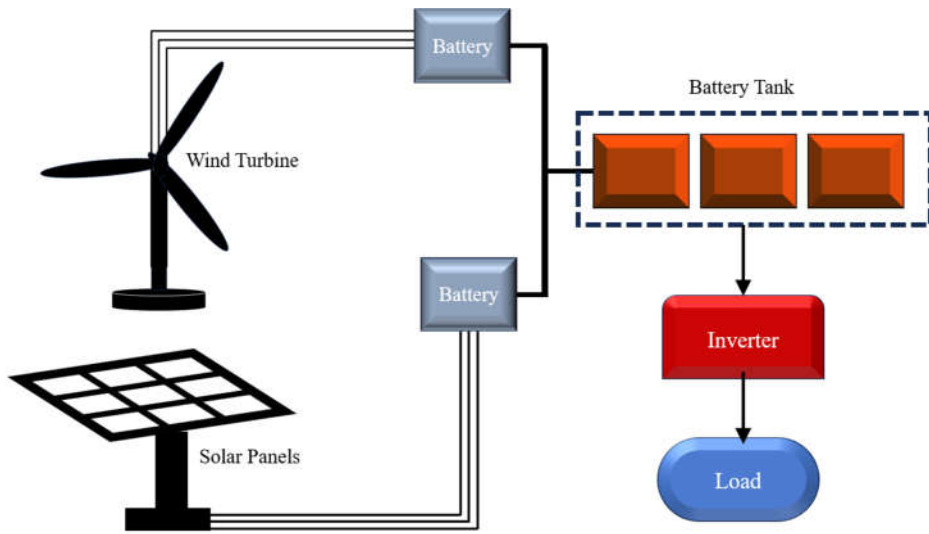 Battery
Battery Tank
Wind Turbine
Battery
Inverter
Solar Panels
Load